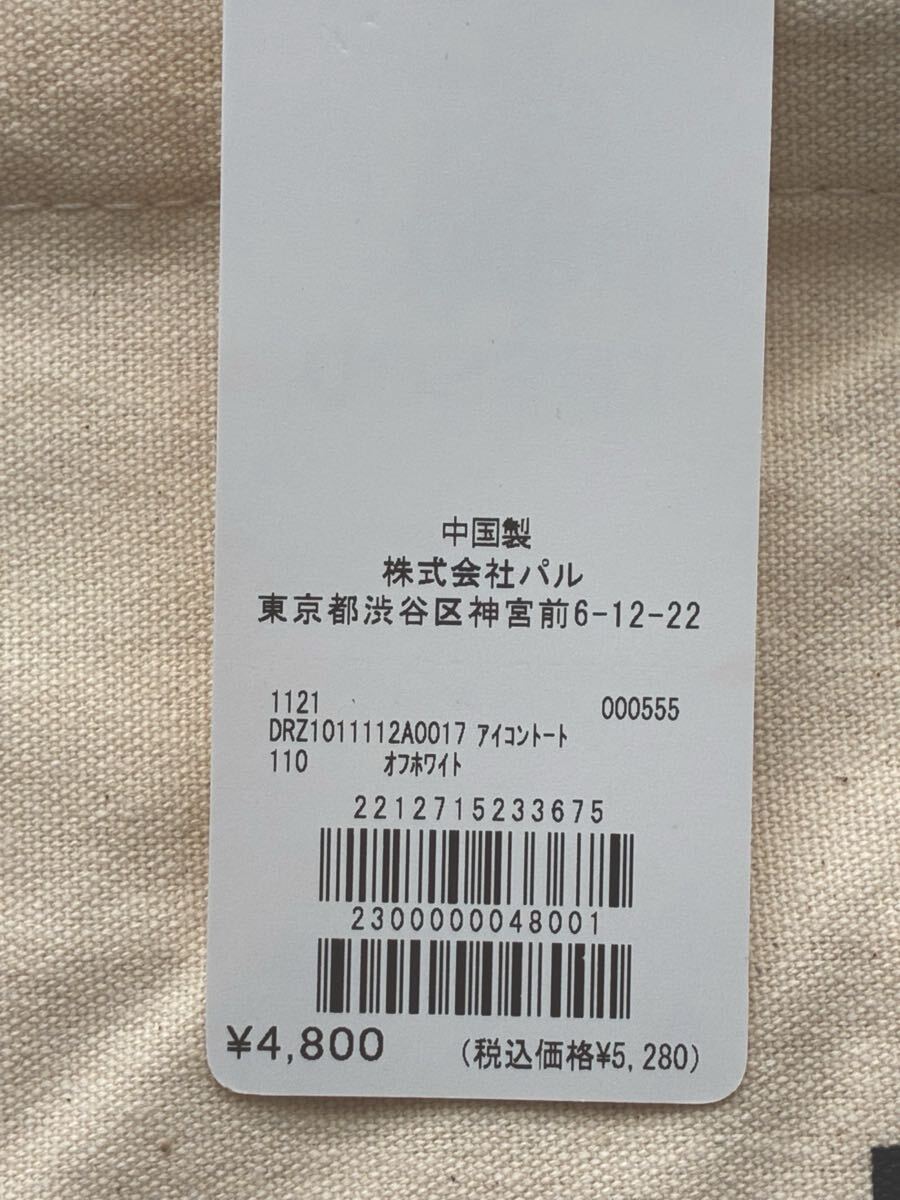 中国製
株式会社パル
東京都渋谷区神宮前6-12-22
1121 000555
DRZ1011112A0017 ｱｲｺﾝﾄｰﾄ
110 ｵﾌﾎﾜｲﾄ
2212715233675
2300000048001
¥4,800 (税込価格¥5,280)